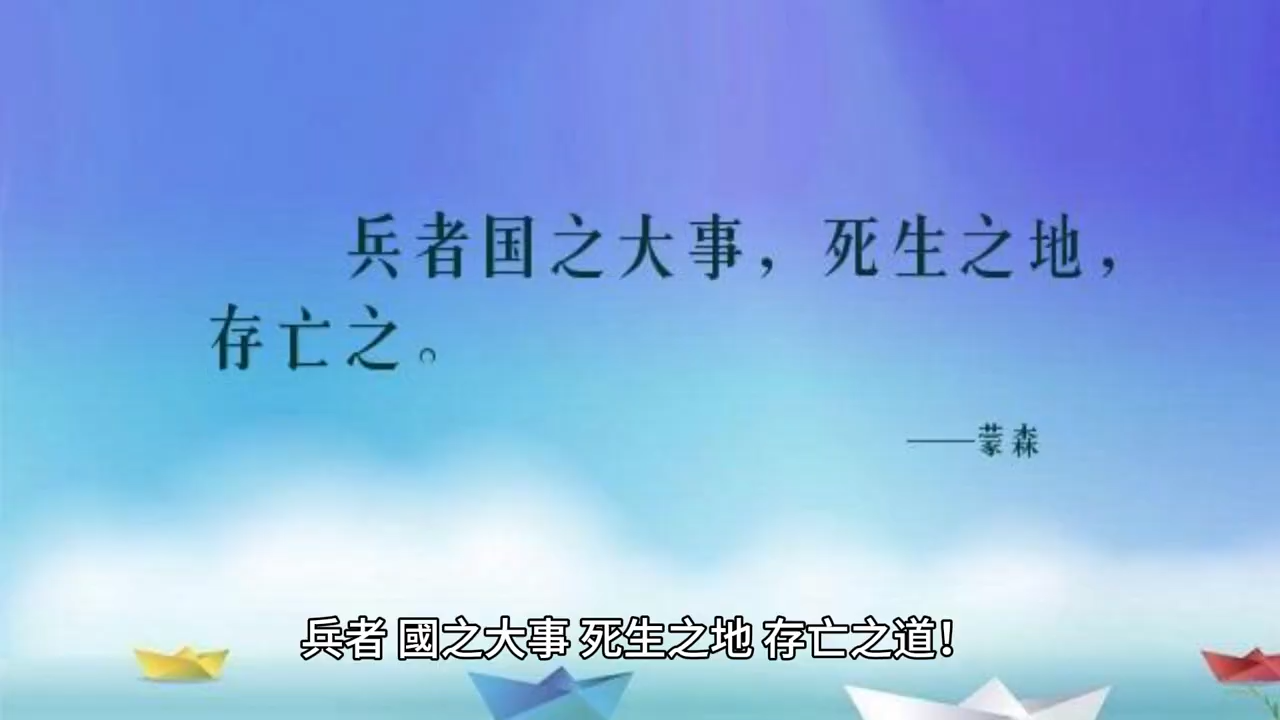 兵者国之大事，死生之地，
存亡之。
——蒙森
兵者 國之大事 死生之地 存亡之道！